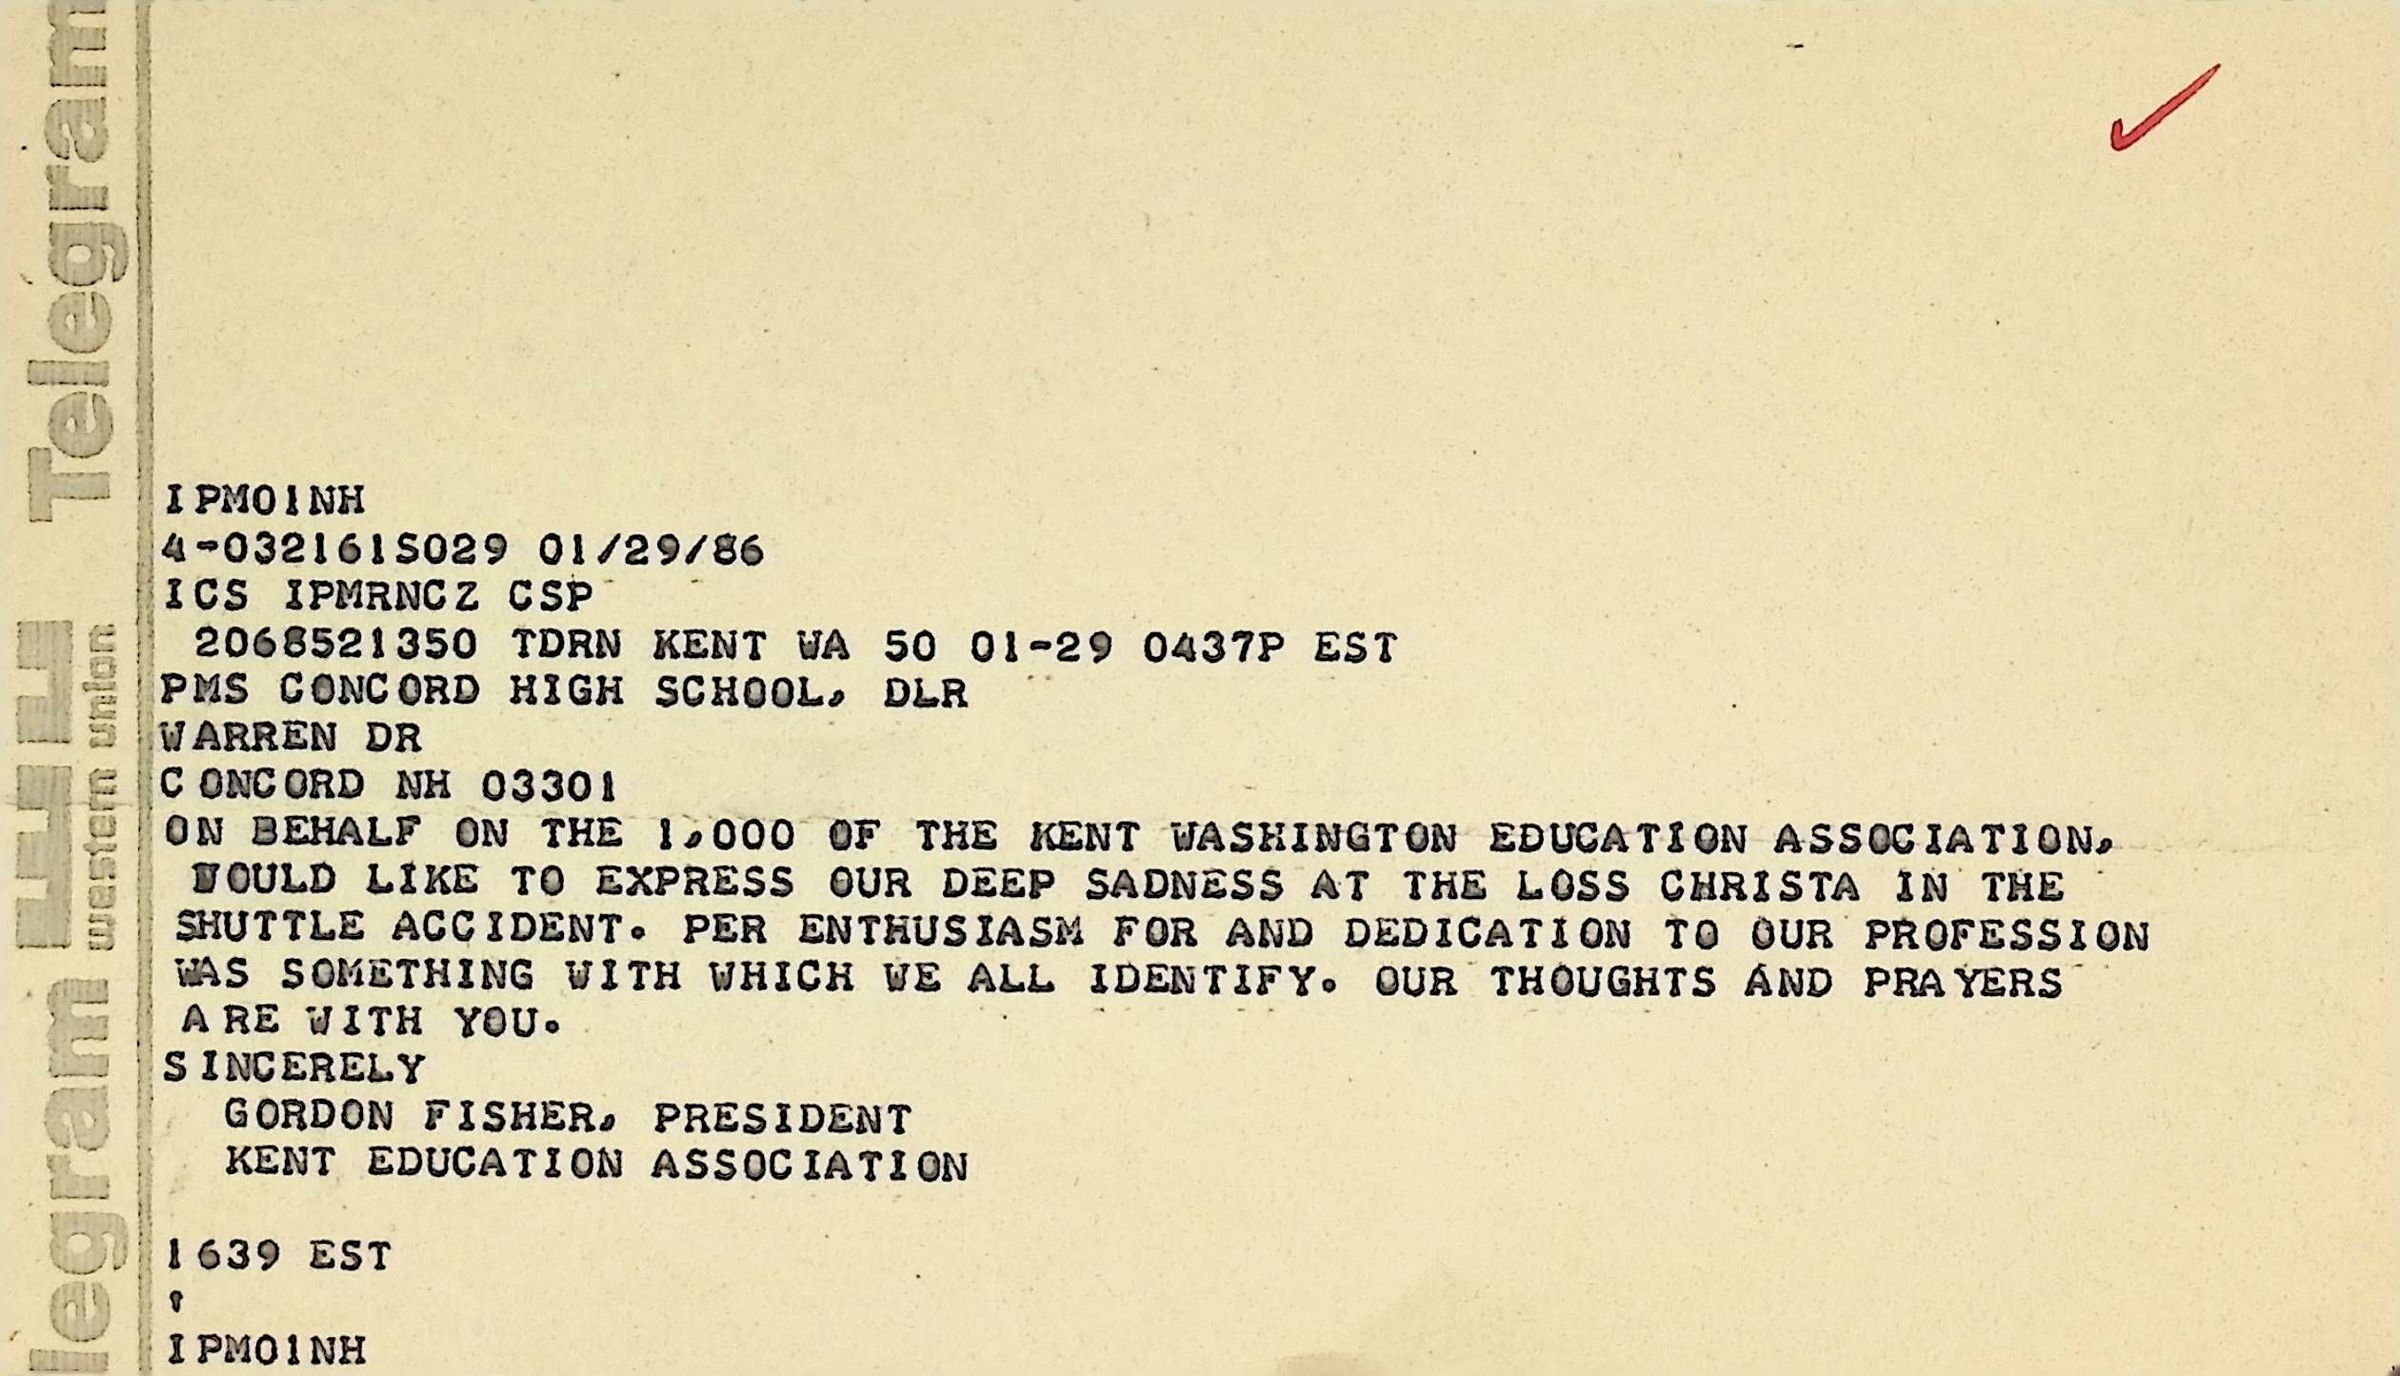 Telegram
western union
Telegram
IPMO1NH
4-032161S029 01/29/86
ICS IPMRNCZ CSP
2068521350 TDRN KENT WA 50 01-29 0437P EST
PMS CONCORD HIGH SCHOOL, DLR
WARREN DR
CONCORD NH 03301
ON BEHALF ON THE 1,000 OF THE KENT WASHINGTON EDUCATION ASSOCIATION,
WOULD LIKE TO EXPRESS OUR DEEP SADNESS AT THE LOSS CHRISTA IN THE
SHUTTLE ACCIDENT. PER ENTHUSIASM FOR AND DEDICATION TO OUR PROFESSION
WAS SOMETHING WITH WHICH WE ALL IDENTIFY. OUR THOUGHTS AND PRAYERS
ARE WITH YOU.
SINCERELY
GORDON FISHER, PRESIDENT
KENT EDUCATION ASSOCIATION
1639 EST
IPMO1NH